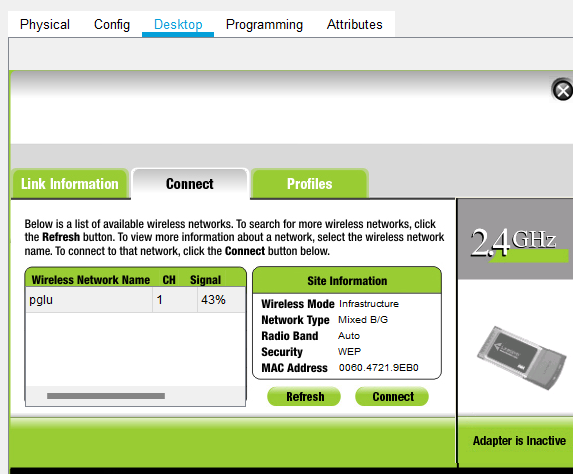 Physical Config Desktop Programming Attributes
Link Information Connect Profiles
Below is a list of available wireless networks. To search for more wireless networks, click
the Refresh button. To view more information about a network, select the wireless network
name. To connect to that network, click the Connect button below.
2.4GHz
Wireless Network Name CH Signal
pglu 1 43%
Site Information
Wireless Mode Infrastructure
Network Type Mixed B/G
Radio Band Auto
Security WEP
MAC Address 0060.4721.9EB0
Refresh Connect
Adapter is Inactive